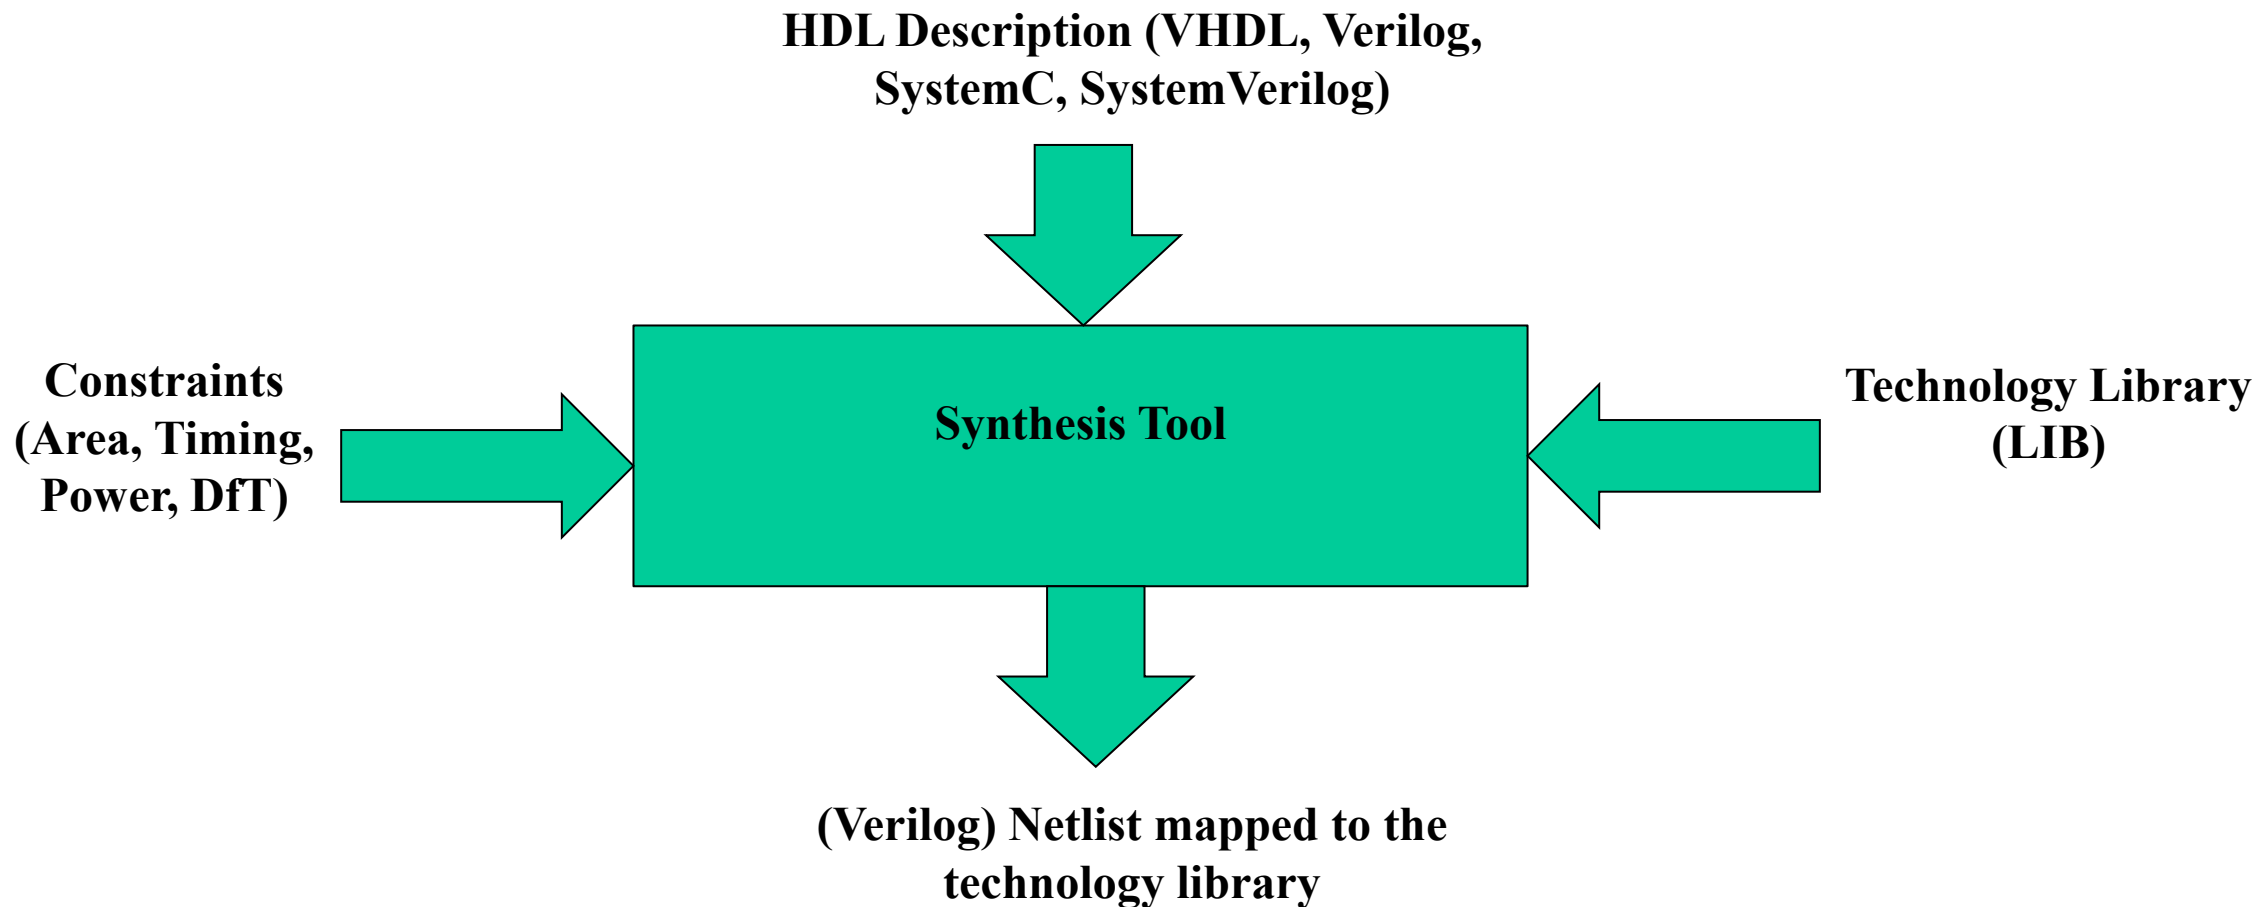 HDL Description (VHDL, Verilog,
SystemC, SystemVerilog)
Constraints
(Area, Timing,
Power, DfT)
Synthesis Tool
Technology Library
(LIB)
(Verilog) Netlist mapped to the
technology library